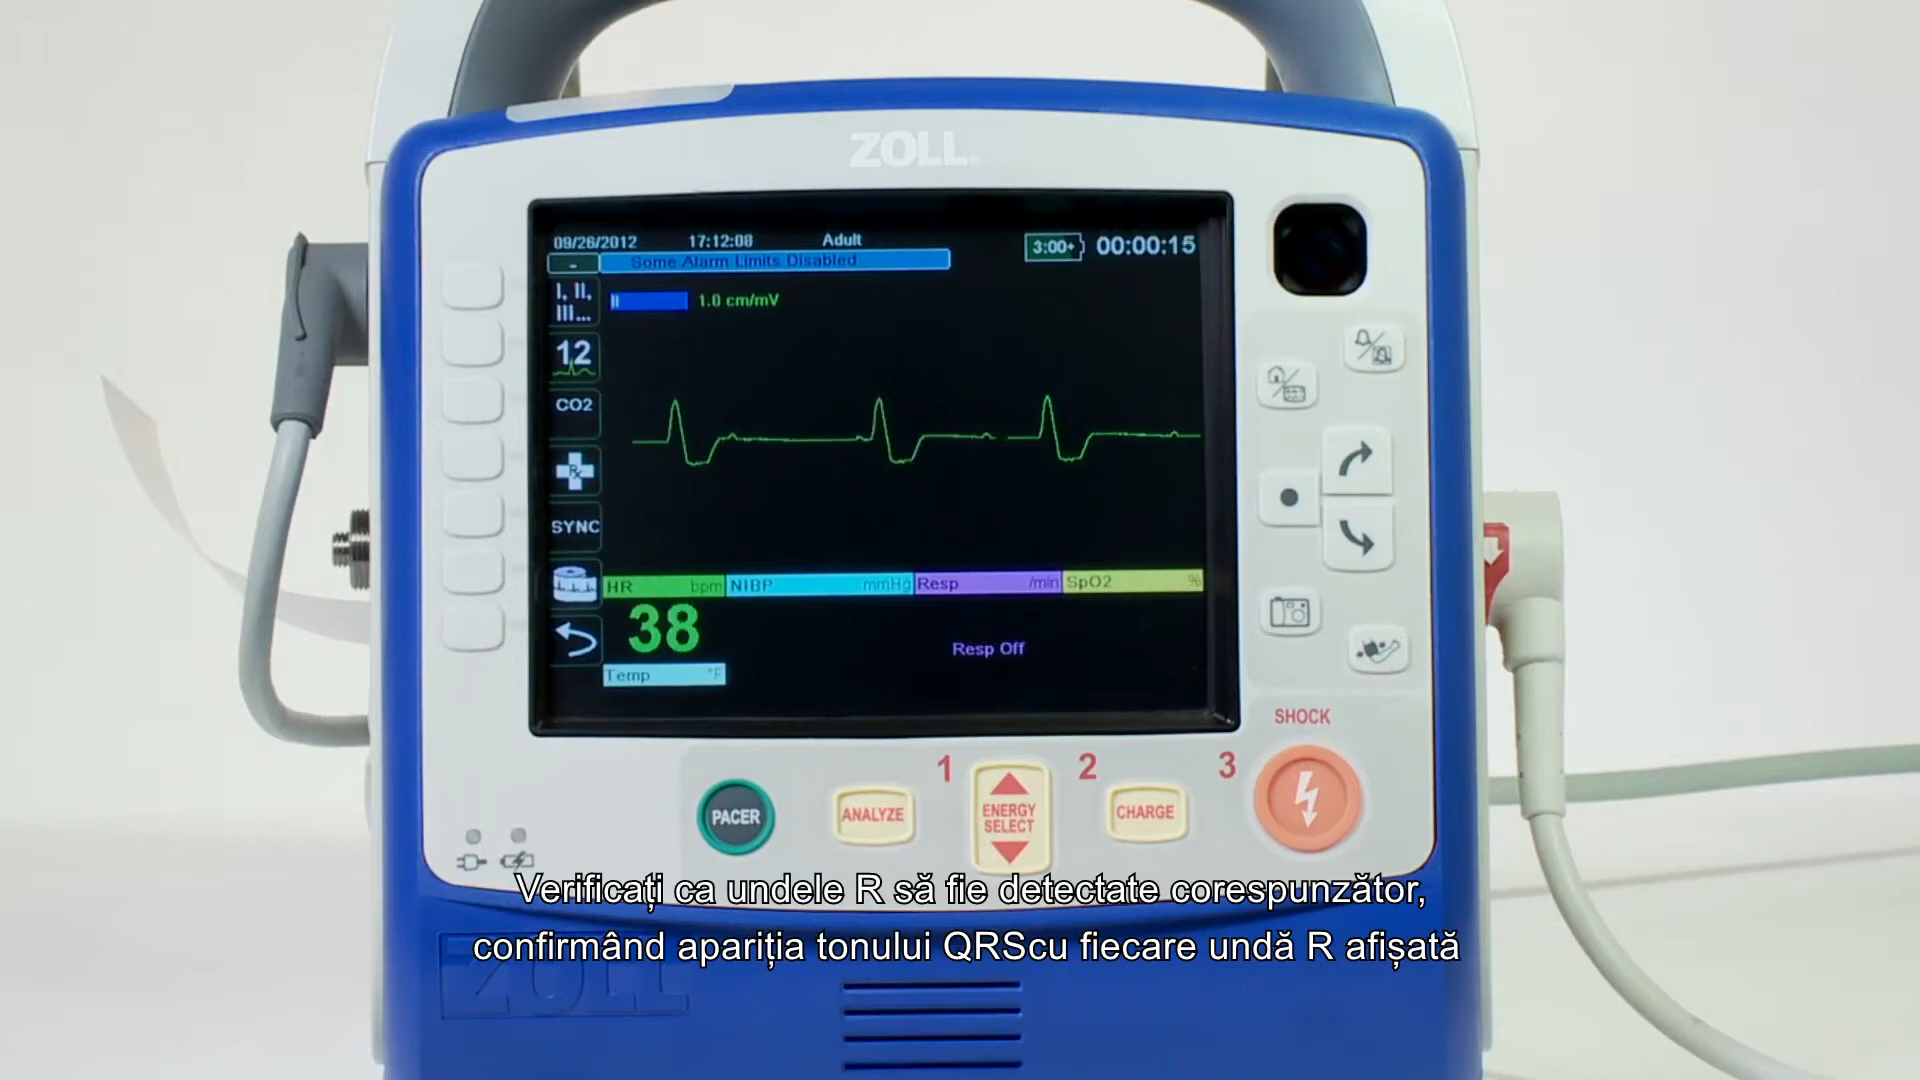 ZOLL
09/26/2012 17:12:08 Adult 3:00+ 00:00:15
Some Alarm Limits Disabled
I, II, II 1.0 cm/mV
III...
12
CO2
Rx
SYNC
HR bpm NIBP mmHg Resp /min SpO2 %
38
Resp Off
Temp °F
SHOCK
1 2 3
PACER ANALYZE ENERGY SELECT CHARGE
Verificați ca undele R să fie detectate corespunzător,
confirmând apariția tonului QRScu fiecare undă R afișată
ZOLL